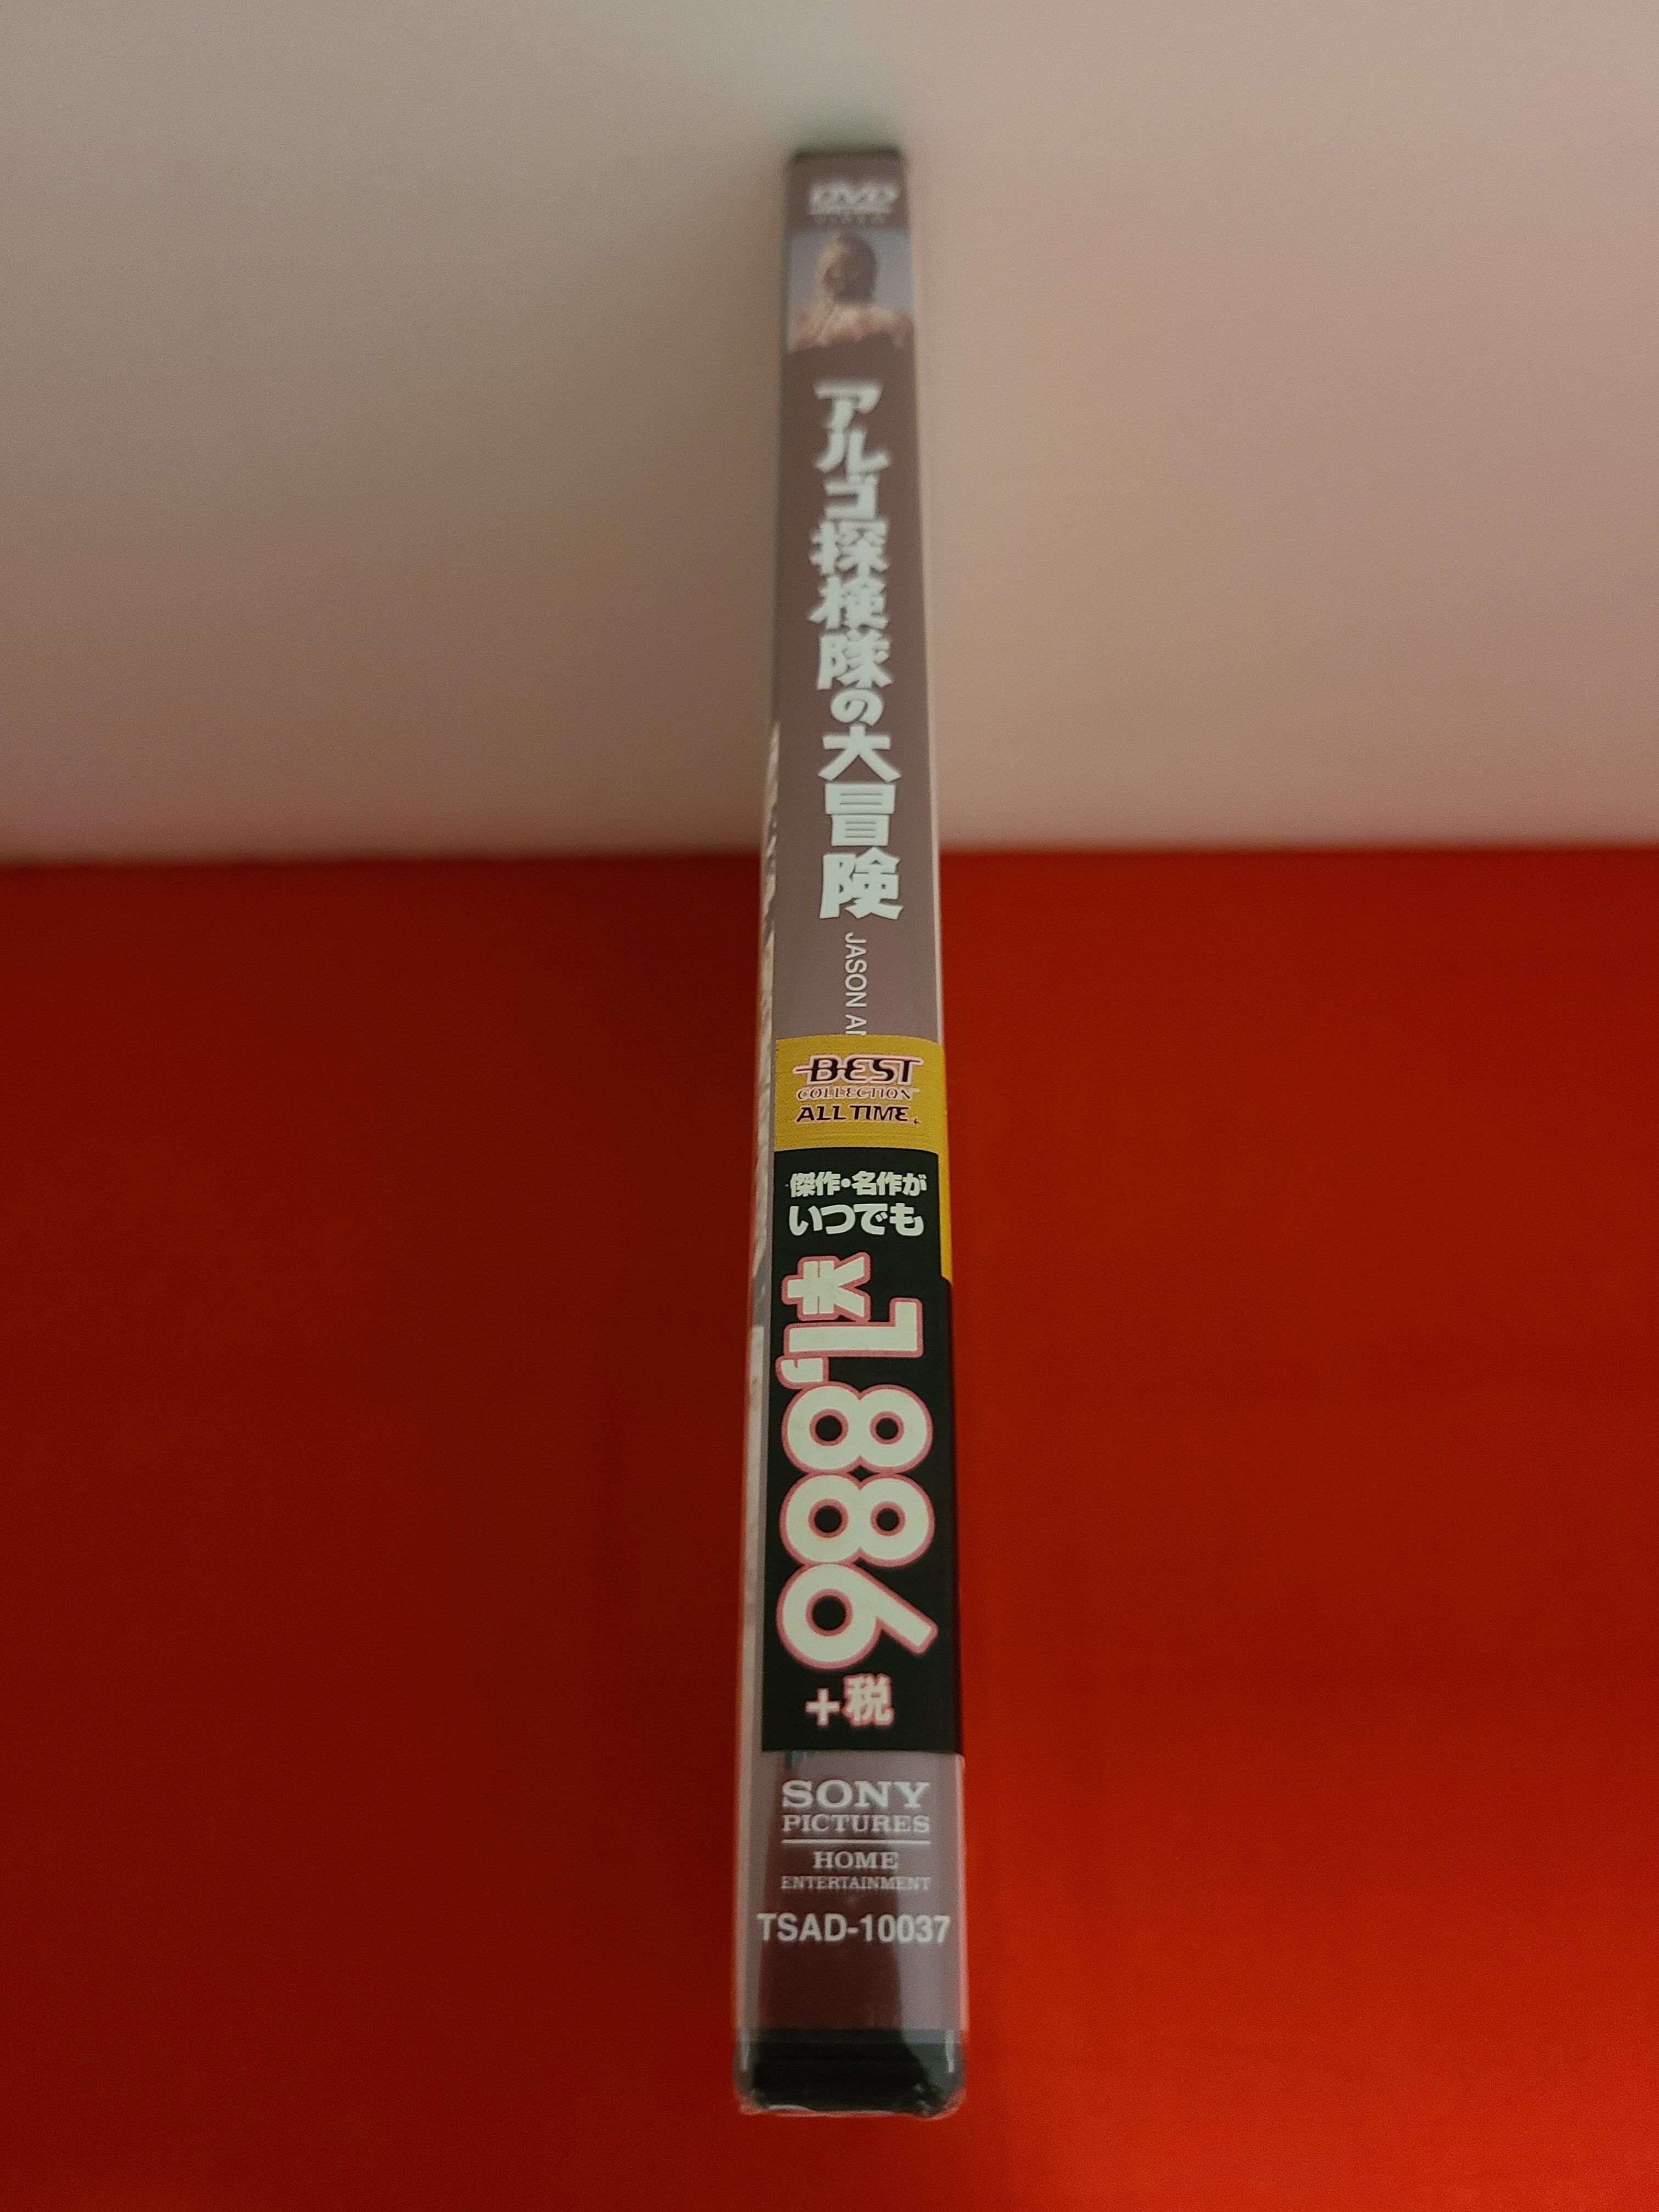 DVD
VIDEO
アルゴ探検隊の大冒険
JASON
BEST
COLLECTION
ALL TIME
傑作・名作が
いつでも
¥1,886
+税
SONY
PICTURES
HOME
ENTERTAINMENT
TSAD-10037